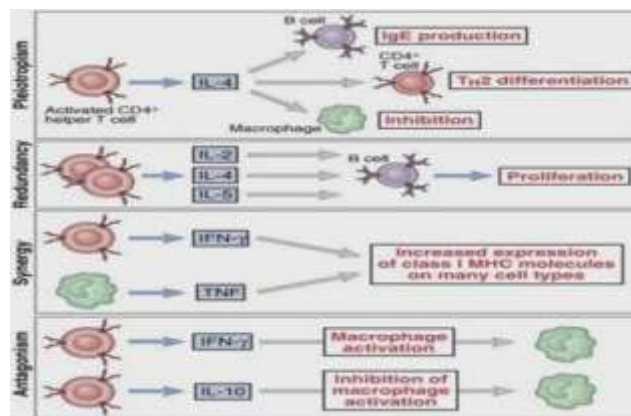 Pleiotropism
B cell
IgE production
IL-4
CD4+
T cell
TH2 differentiation
Activated CD4+
helper T cell
Macrophage
Inhibition
Redundancy
IL-2
IL-4
IL-5
B cell
Proliferation
Synergy
IFN-γ
TNF
Increased expression
of class I MHC molecules
on many cell types
Antagonism
IFN-γ
Macrophage
activation
IL-10
Inhibition of
macrophage
activation